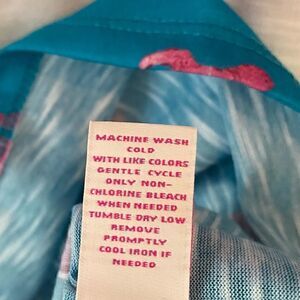 MACHINE WASH
COLD
WITH LIKE COLORS
GENTLE CYCLE
ONLY NON-
CHLORINE BLEACH
WHEN NEEDED
TUMBLE DRY LOW
REMOVE
PROMPTLY
COOL IRON IF
NEEDED